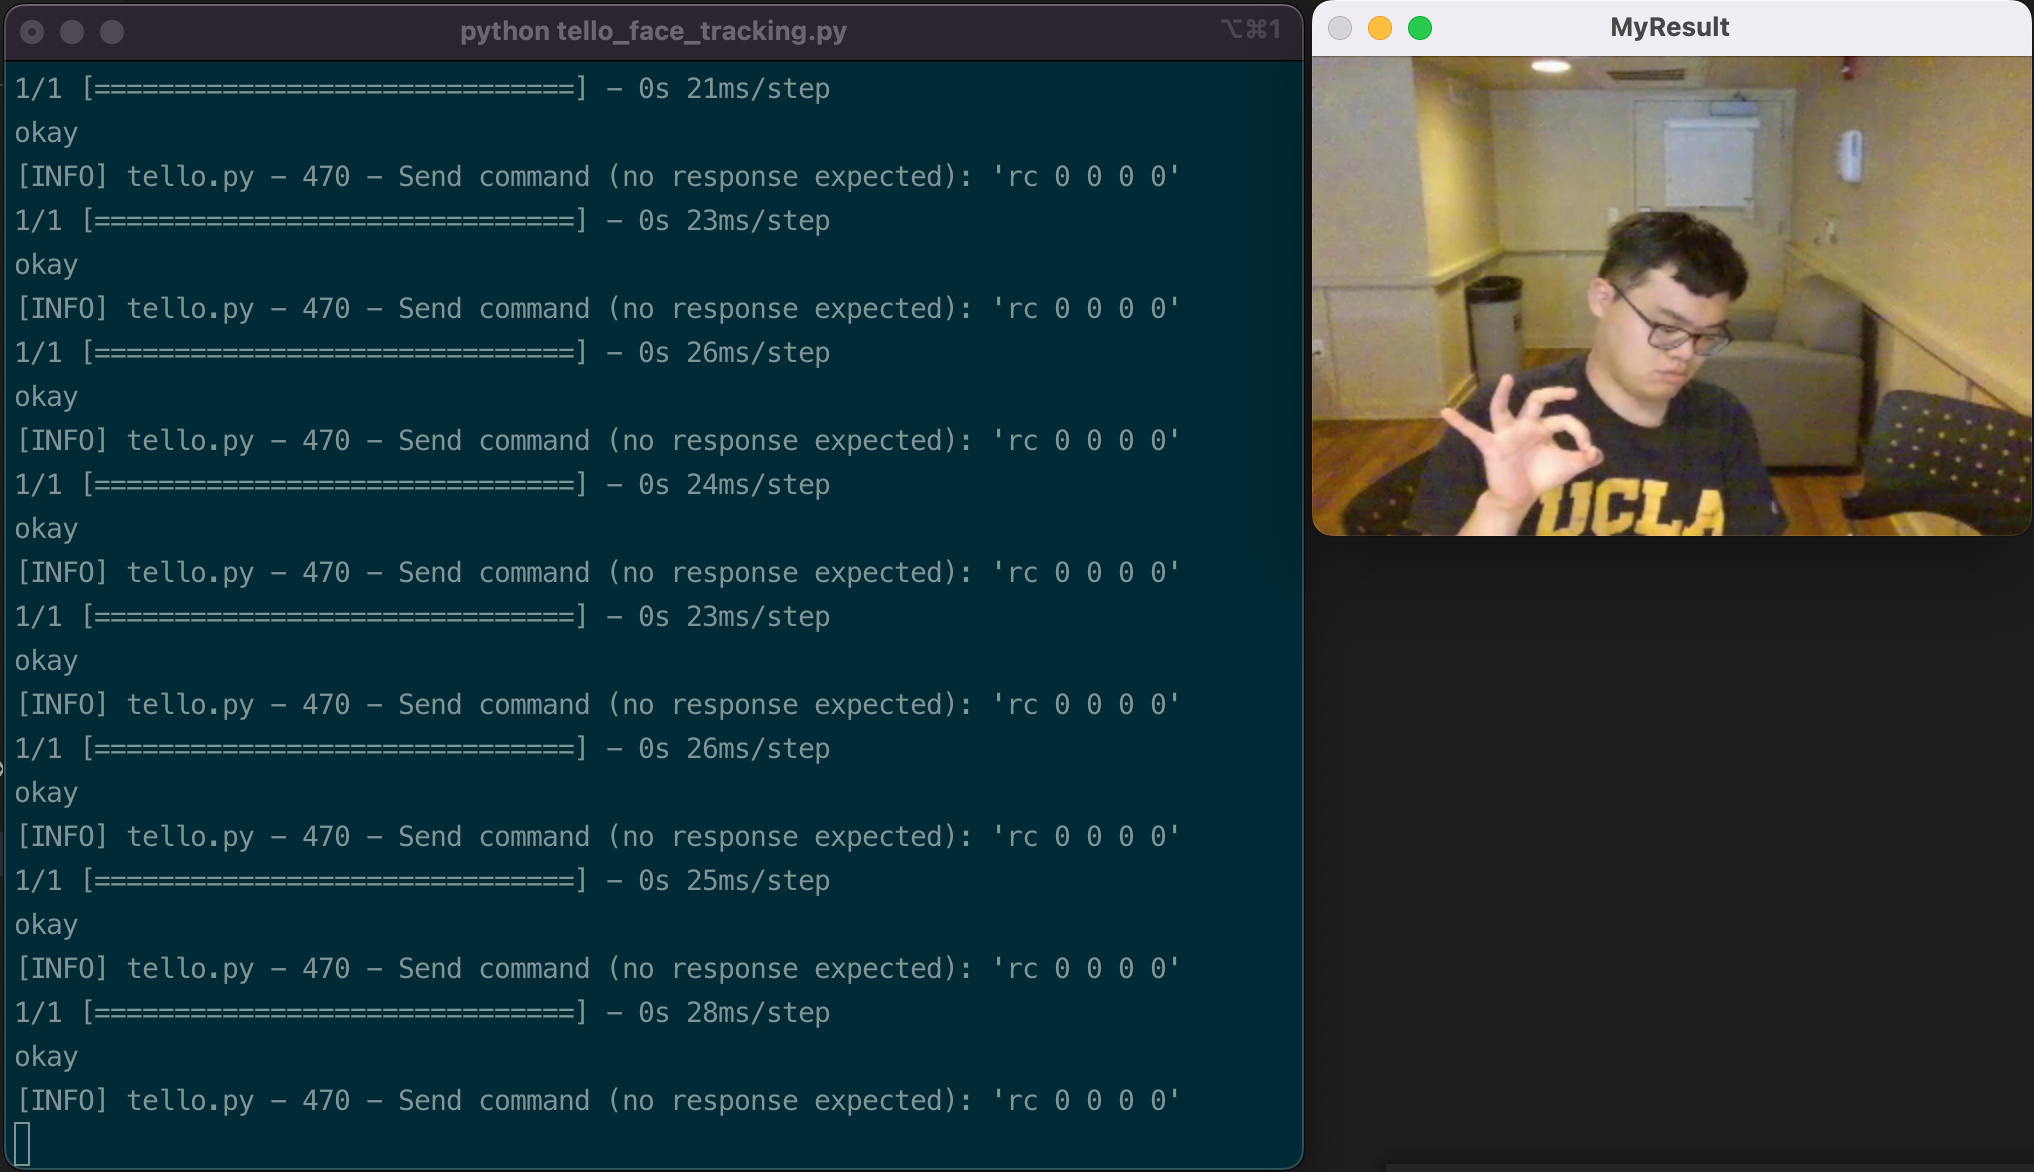 python tello_face_tracking.py
⌥⌘1
1/1 [==============================] - 0s 21ms/step
okay
[INFO] tello.py - 470 - Send command (no response expected): 'rc 0 0 0 0'
1/1 [==============================] - 0s 23ms/step
okay
[INFO] tello.py - 470 - Send command (no response expected): 'rc 0 0 0 0'
1/1 [==============================] - 0s 26ms/step
okay
[INFO] tello.py - 470 - Send command (no response expected): 'rc 0 0 0 0'
1/1 [==============================] - 0s 24ms/step
okay
[INFO] tello.py - 470 - Send command (no response expected): 'rc 0 0 0 0'
1/1 [==============================] - 0s 23ms/step
okay
[INFO] tello.py - 470 - Send command (no response expected): 'rc 0 0 0 0'
1/1 [==============================] - 0s 26ms/step
okay
[INFO] tello.py - 470 - Send command (no response expected): 'rc 0 0 0 0'
1/1 [==============================] - 0s 25ms/step
okay
[INFO] tello.py - 470 - Send command (no response expected): 'rc 0 0 0 0'
1/1 [==============================] - 0s 28ms/step
okay
[INFO] tello.py - 470 - Send command (no response expected): 'rc 0 0 0 0'
MyResult
UCLA